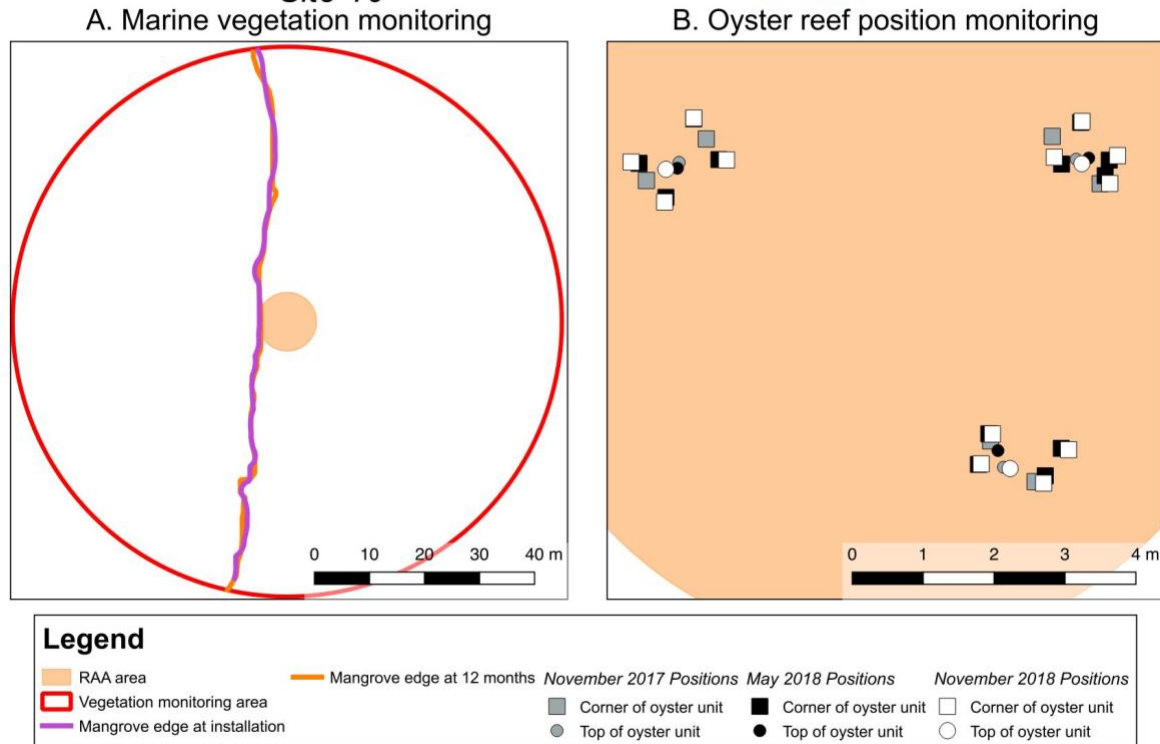 A. Marine vegetation monitoring
B. Oyster reef position monitoring
0 10 20 30 40 m
0 1 2 3 4 m
Legend
RAA area
Vegetation monitoring area
Mangrove edge at installation
Mangrove edge at 12 months
November 2017 Positions
Corner of oyster unit
Top of oyster unit
May 2018 Positions
Corner of oyster unit
Top of oyster unit
November 2018 Positions
Corner of oyster unit
Top of oyster unit